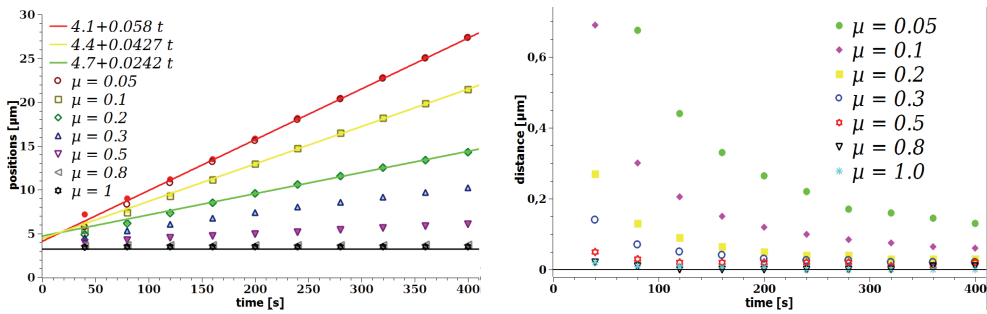 30
25
20
15
10
5
0
positions [µm]
4.1+0.058 t
4.4+0.0427 t
4.7+0.0242 t
µ = 0.05
µ = 0.1
µ = 0.2
µ = 0.3
µ = 0.5
µ = 0.8
µ = 1
0 50 100 150 200 250 300 350 400
time [s]
0,6
0,4
0,2
0
distance [µm]
µ = 0.05
µ = 0.1
µ = 0.2
µ = 0.3
µ = 0.5
µ = 0.8
µ = 1.0
0 100 200 300 400
time [s]